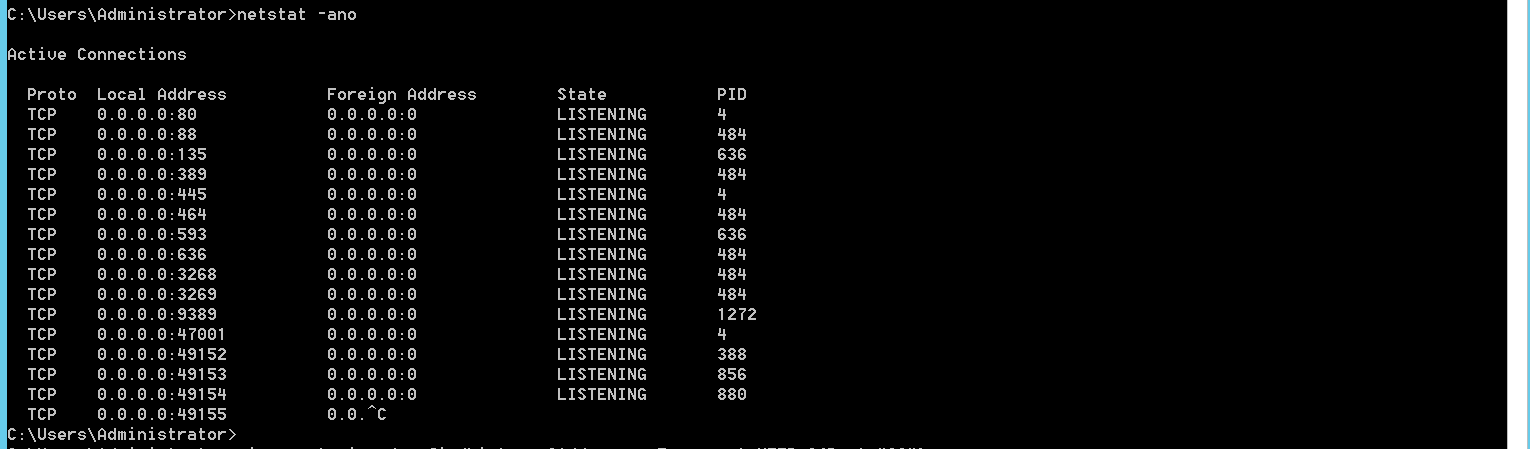 C:\Users\Administrator>netstat -ano
Active Connections
Proto Local Address Foreign Address State PID
TCP 0.0.0.0:80 0.0.0.0:0 LISTENING 4
TCP 0.0.0.0:88 0.0.0.0:0 LISTENING 484
TCP 0.0.0.0:135 0.0.0.0:0 LISTENING 636
TCP 0.0.0.0:389 0.0.0.0:0 LISTENING 484
TCP 0.0.0.0:445 0.0.0.0:0 LISTENING 4
TCP 0.0.0.0:464 0.0.0.0:0 LISTENING 484
TCP 0.0.0.0:593 0.0.0.0:0 LISTENING 636
TCP 0.0.0.0:636 0.0.0.0:0 LISTENING 484
TCP 0.0.0.0:3268 0.0.0.0:0 LISTENING 484
TCP 0.0.0.0:3269 0.0.0.0:0 LISTENING 484
TCP 0.0.0.0:9389 0.0.0.0:0 LISTENING 1272
TCP 0.0.0.0:47001 0.0.0.0:0 LISTENING 4
TCP 0.0.0.0:49152 0.0.0.0:0 LISTENING 388
TCP 0.0.0.0:49153 0.0.0.0:0 LISTENING 856
TCP 0.0.0.0:49154 0.0.0.0:0 LISTENING 880
TCP 0.0.0.0:49155 0.0.^C
C:\Users\Administrator>